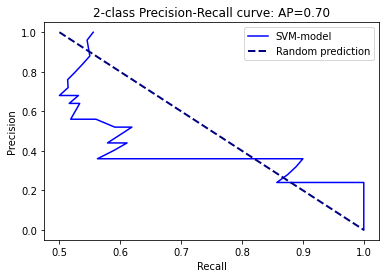 2-class Precision-Recall curve: AP=0.70
SVM-model
Random prediction
Precision
1.0
0.8
0.6
0.4
0.2
0.0
0.5 0.6 0.7 0.8 0.9 1.0
Recall